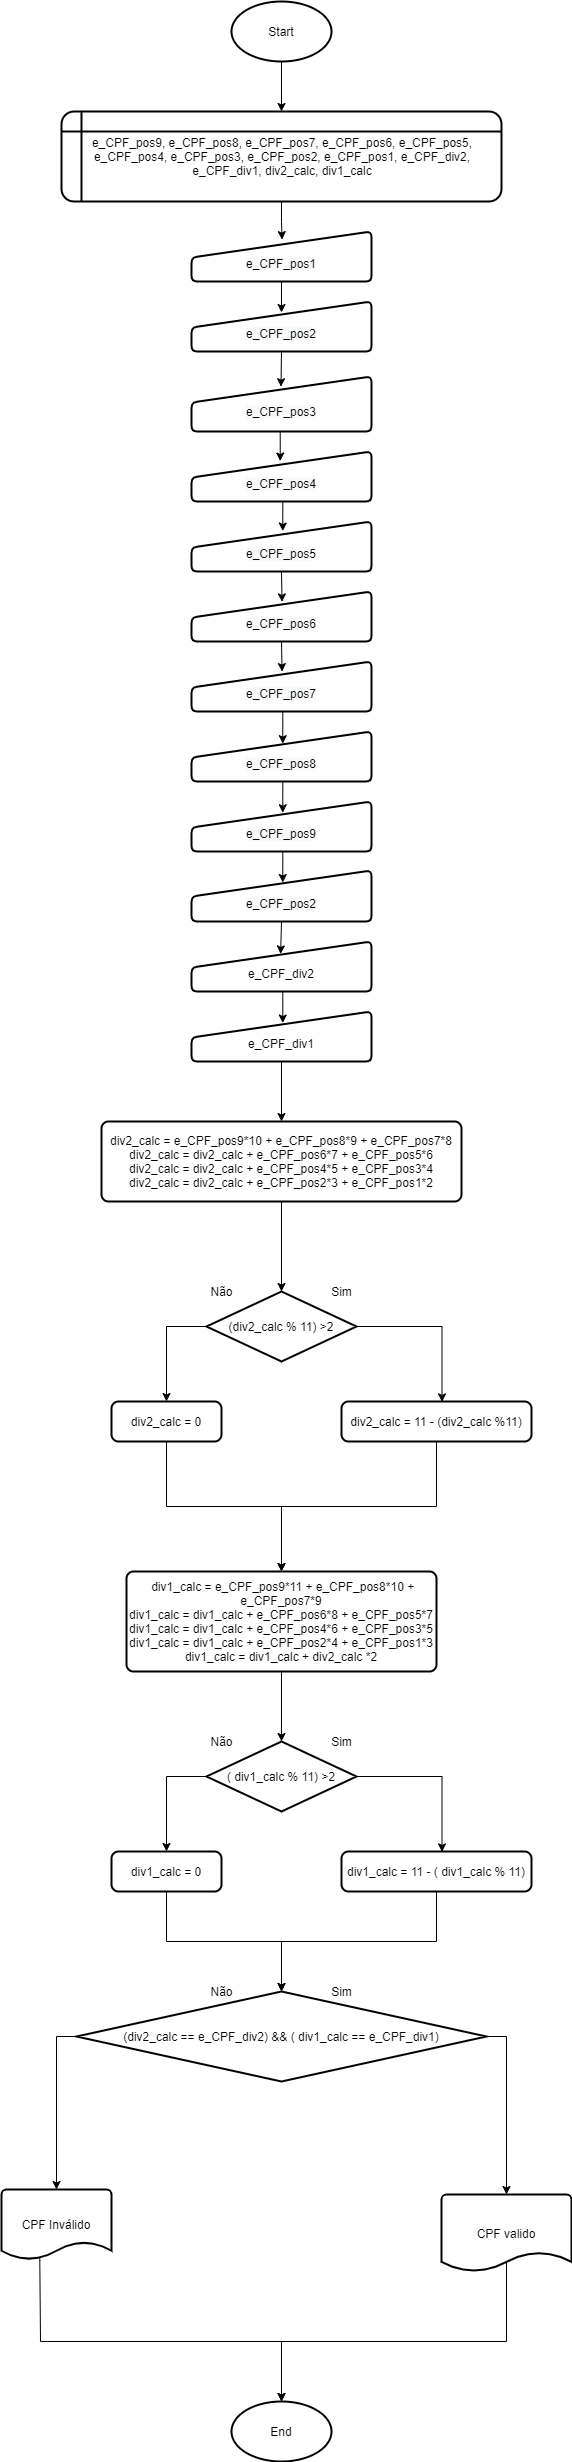 Start
e_CPF_pos9, e_CPF_pos8, e_CPF_pos7, e_CPF_pos6, e_CPF_pos5,
e_CPF_pos4, e_CPF_pos3, e_CPF_pos2, e_CPF_pos1, e_CPF_div2,
e_CPF_div1, div2_calc, div1_calc
e_CPF_pos1
e_CPF_pos2
e_CPF_pos3
e_CPF_pos4
e_CPF_pos5
e_CPF_pos6
e_CPF_pos7
e_CPF_pos8
e_CPF_pos9
e_CPF_pos2
e_CPF_div2
e_CPF_div1
div2_calc = e_CPF_pos9*10 + e_CPF_pos8*9 + e_CPF_pos7*8
div2_calc = div2_calc + e_CPF_pos6*7 + e_CPF_pos5*6
div2_calc = div2_calc + e_CPF_pos4*5 + e_CPF_pos3*4
div2_calc = div2_calc + e_CPF_pos2*3 + e_CPF_pos1*2
Não
Sim
(div2_calc % 11) >2
div2_calc = 0
div2_calc = 11 - (div2_calc %11)
div1_calc = e_CPF_pos9*11 + e_CPF_pos8*10 +
e_CPF_pos7*9
div1_calc = div1_calc + e_CPF_pos6*8 + e_CPF_pos5*7
div1_calc = div1_calc + e_CPF_pos4*6 + e_CPF_pos3*5
div1_calc = div1_calc + e_CPF_pos2*4 + e_CPF_pos1*3
div1_calc = div1_calc + div2_calc *2
Não
Sim
( div1_calc % 11) >2
div1_calc = 0
div1_calc = 11 - ( div1_calc % 11)
Não
Sim
(div2_calc == e_CPF_div2) && ( div1_calc == e_CPF_div1)
CPF Inválido
CPF valido
End